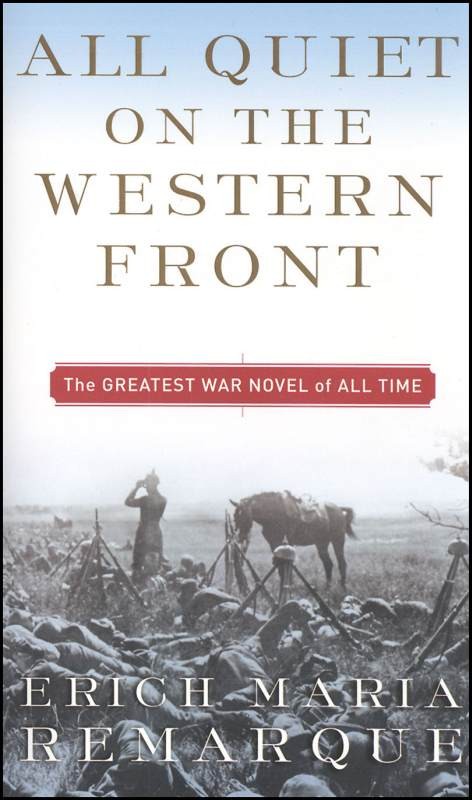 ALL QUIET
ON THE
WESTERN
FRONT
The GREATEST WAR NOVEL of ALL TIME
ERICH MARIA
REMARQUE